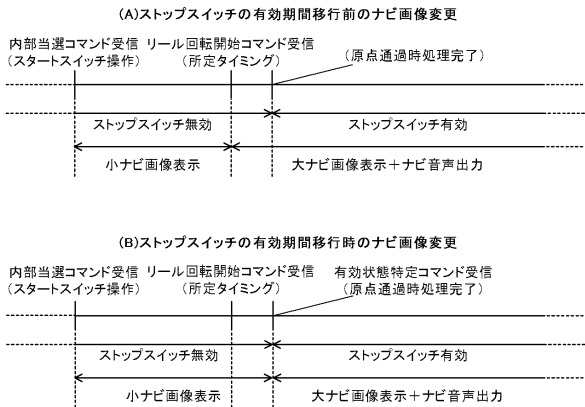 (A)ストップスイッチの有効期間移行前のナビ画像変更
内部当選コマンド受信 リール回転開始コマンド受信
(スタートスイッチ操作) (所定タイミング) (原点通過時処理完了)
ストップスイッチ無効 ストップスイッチ有効
小ナビ画像表示 大ナビ画像表示+ナビ音声出力
(B)ストップスイッチの有効期間移行時のナビ画像変更
内部当選コマンド受信 リール回転開始コマンド受信 有効状態特定コマンド受信
(スタートスイッチ操作) (所定タイミング) (原点通過時処理完了)
ストップスイッチ無効 ストップスイッチ有効
小ナビ画像表示 大ナビ画像表示+ナビ音声出力